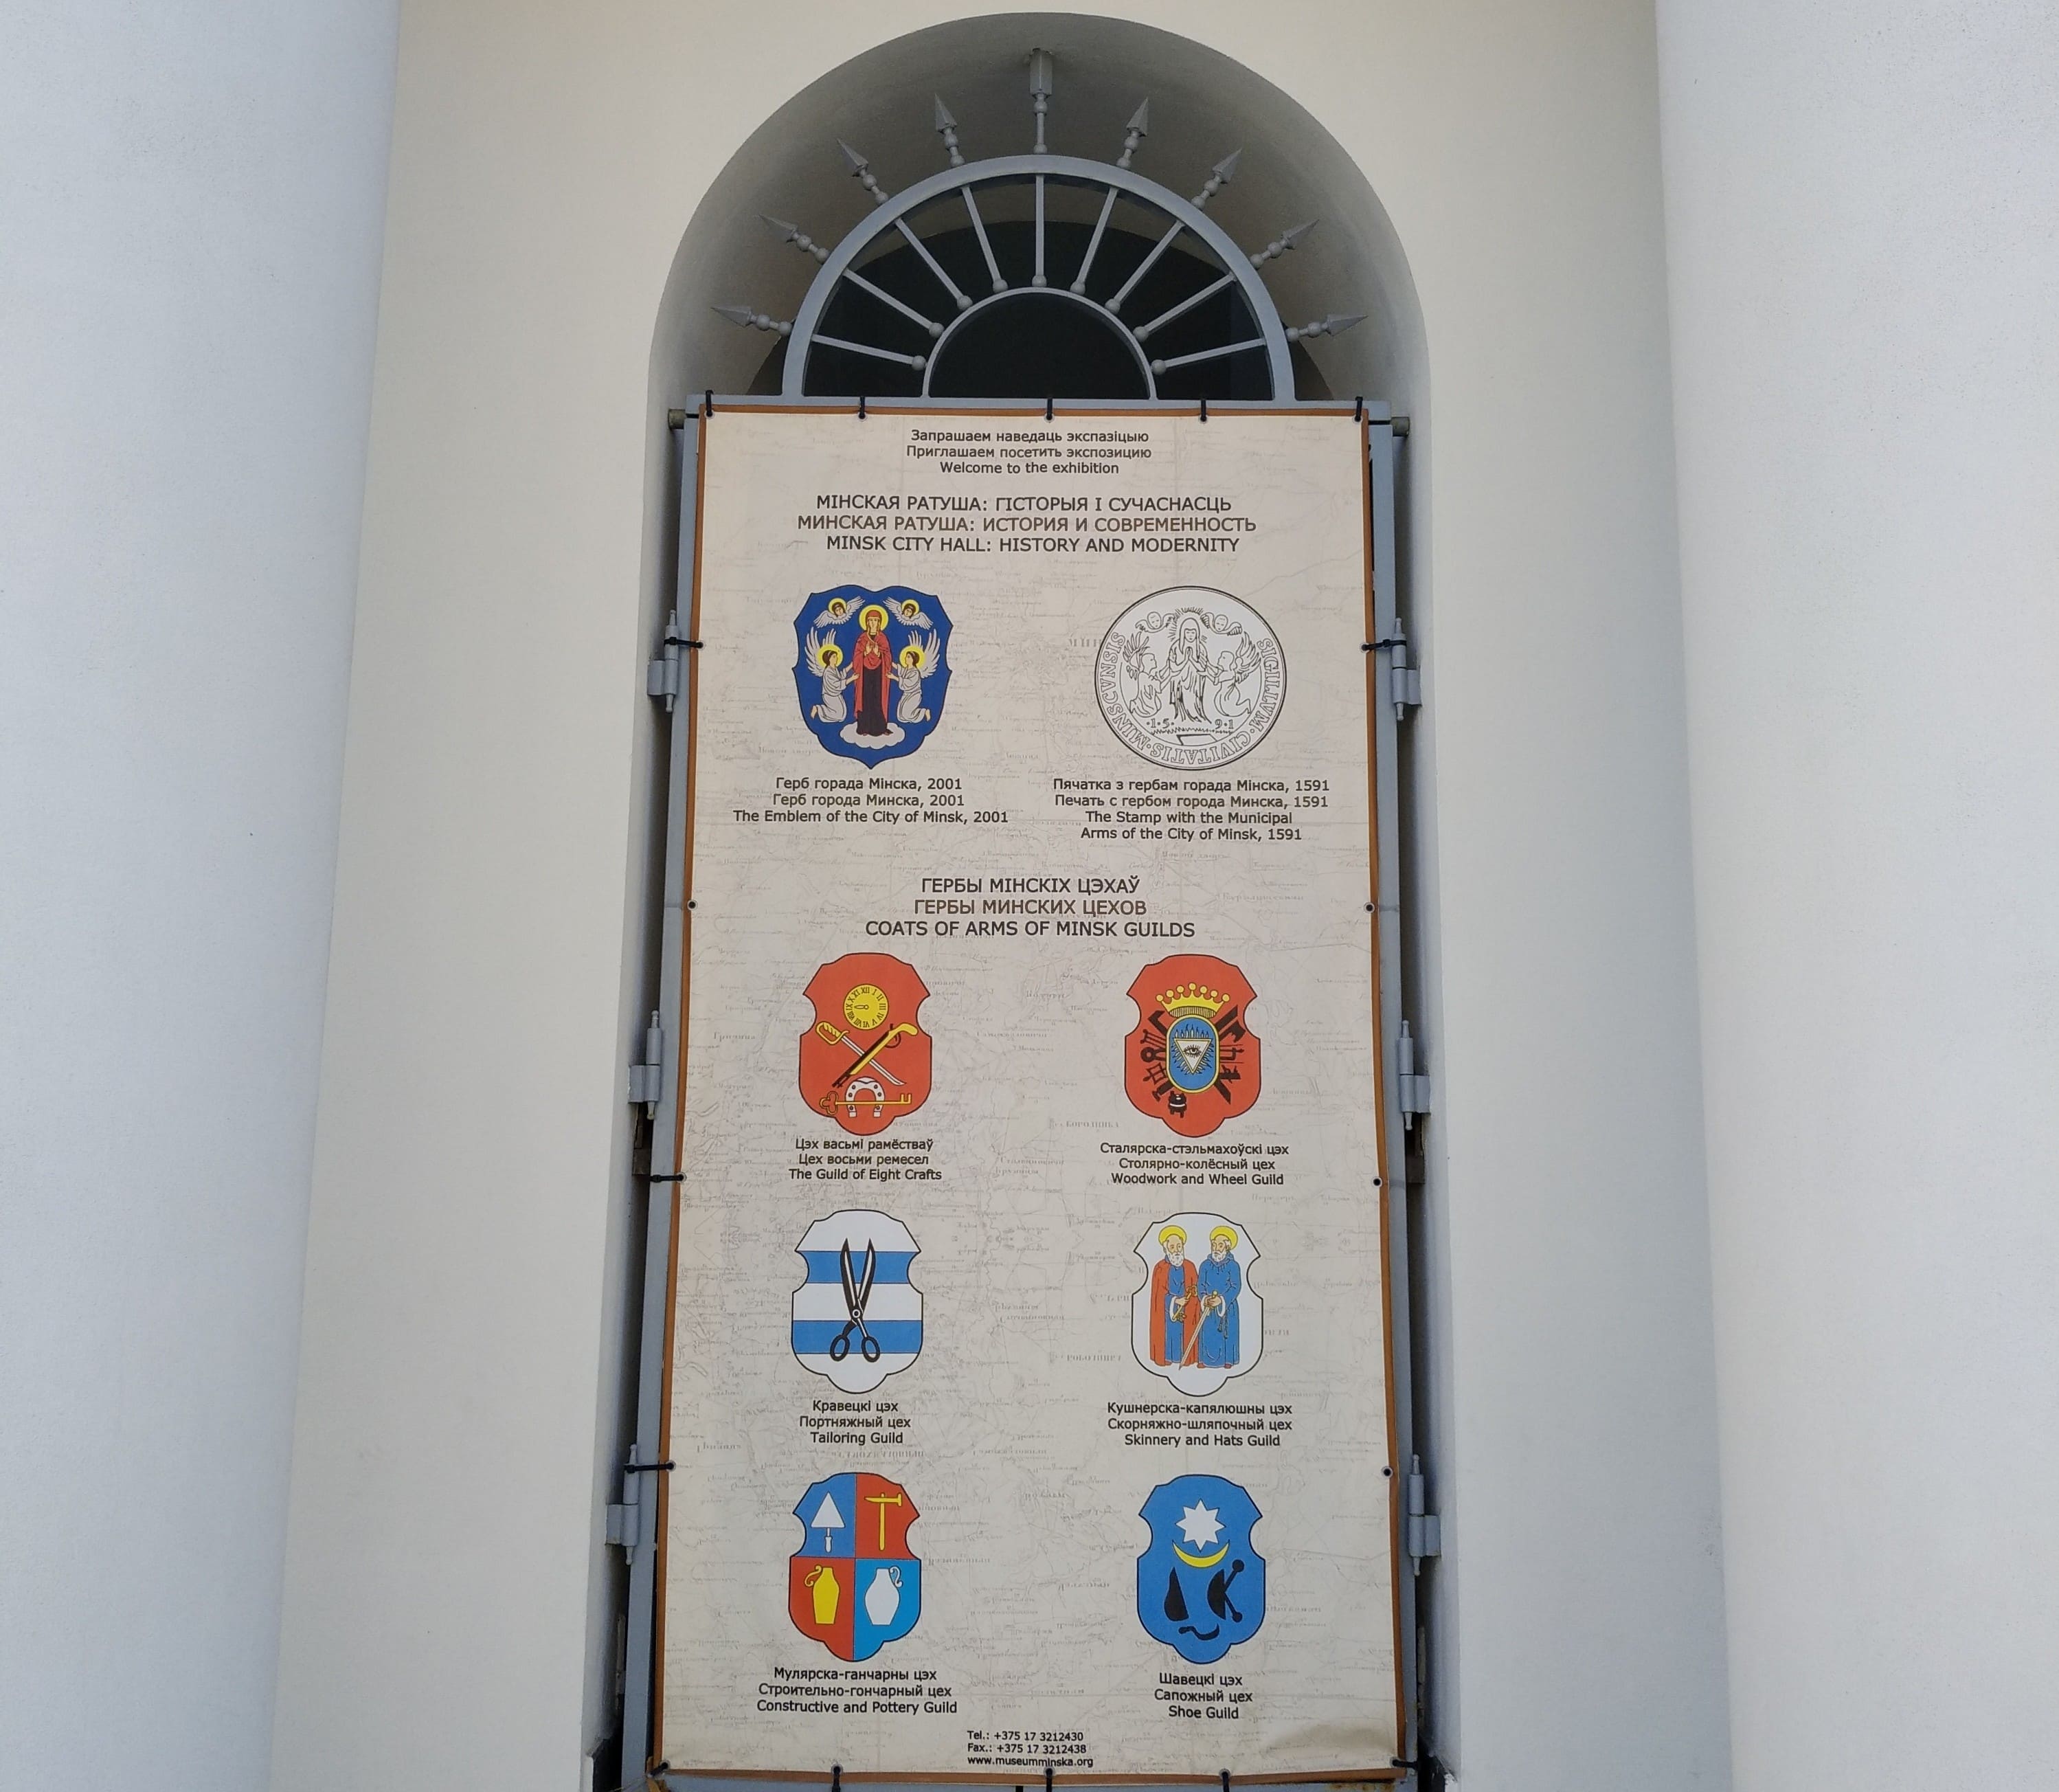 Запрашаем наведаць экспазіцыю
Приглашаем посетить экспозицию
Welcome to the exhibition
МІНСКАЯ РАТУША: ГІСТОРЫЯ І СУЧАСНАСЦЬ
МИНСКАЯ РАТУША: ИСТОРИЯ И СОВРЕМЕННОСТЬ
MINSK CITY HALL: HISTORY AND MODERNITY
SIGILLVM·CIVITATIS·MINSCVNSIS
·1·5· 9·1
Герб горада Мінска, 2001
Герб города Минска, 2001
The Emblem of the City of Minsk, 2001
Пячатка з гербам горада Мінска, 1591
Печать с гербом города Минска, 1591
The Stamp with the Municipal
Arms of the City of Minsk, 1591
ГЕРБЫ МІНСКІХ ЦЭХАЎ
ГЕРБЫ МИНСКИХ ЦЕХОВ
COATS OF ARMS OF MINSK GUILDS
Цэх васьмі рамёстваў
Цех восьми ремесел
The Guild of Eight Crafts
Сталярска-стэльмахоўскі цэх
Столярно-колёсный цех
Woodwork and Wheel Guild
Кравецкі цэх
Портняжный цех
Tailoring Guild
Кушнерска-капялюшны цэх
Скорняжно-шляпочный цех
Skinnery and Hats Guild
Мулярска-ганчарны цэх
Строительно-гончарный цех
Constructive and Pottery Guild
Шавецкі цэх
Сапожный цех
Shoe Guild
Tel.: +375 17 3212430
Fax.: +375 17 3212438
www.museumminska.org